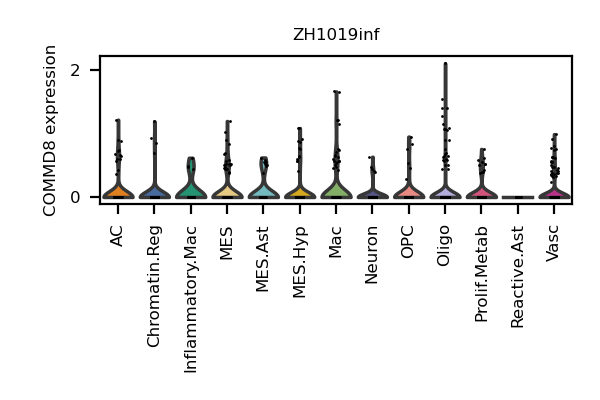 ZH1019inf
COMMD8 expression
2
0
AC
Chromatin.Reg
Inflammatory.Mac
MES
MES.Ast
MES.Hyp
Mac
Neuron
OPC
Oligo
Prolif.Metab
Reactive.Ast
Vasc